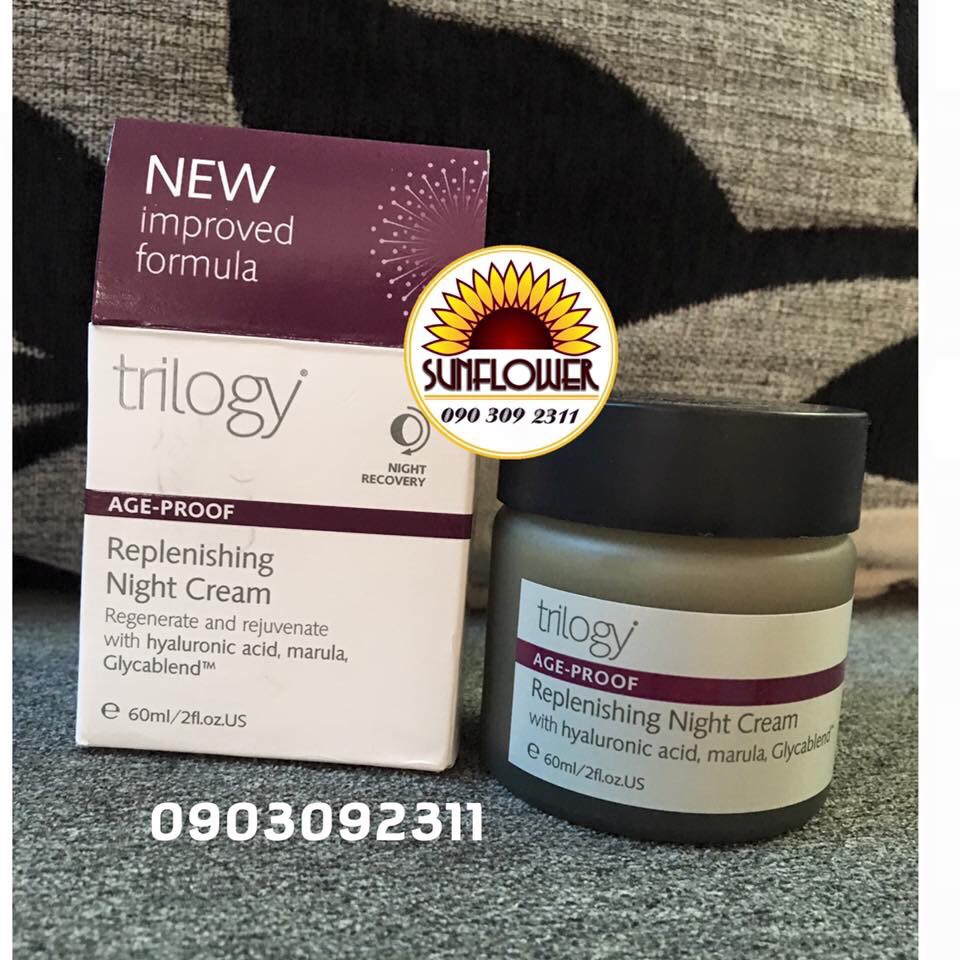 NEW
improved
formula
trilogy
NIGHT
RECOVERY
AGE-PROOF
Replenishing
Night Cream
Regenerate and rejuvenate
with hyaluronic acid, marula,
Glycablend™
e 60ml/2fl.oz.US
SUNFLOWER
090 309 2311
trilogy
AGE-PROOF
Replenishing Night Cream
with hyaluronic acid, marula, Glycablend™
e 60ml/2fl.oz.US
0903092311